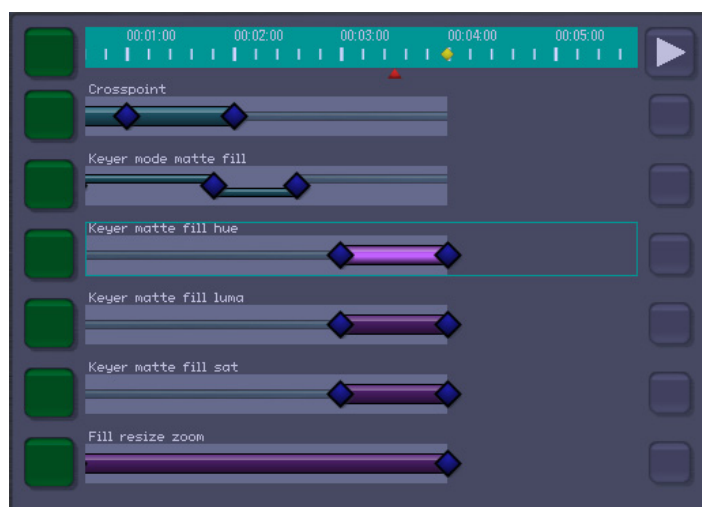 00:01:00 00:02:00 00:03:00 00:04:00 00:05:00
Crosspoint
Keyer mode matte fill
Keyer matte fill hue
Keyer matte fill luma
Keyer matte fill sat
Fill resize zoom